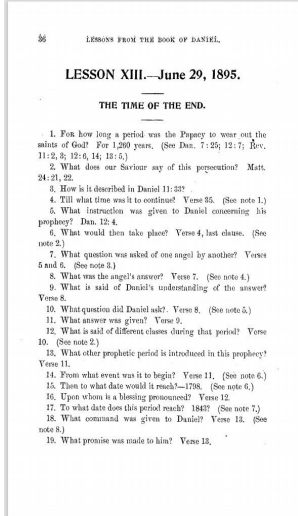 36 LESSONS FROM THE BOOK OF DANIEL.
LESSON XIII.—June 29, 1895.
THE TIME OF THE END.
1. For how long a period was the Papacy to wear out the
saints of God? For 1,260 years. (See Dan. 7:25; 12:7; Rev.
11:2, 3; 12:6, 14; 13:5.)
2. What does our Saviour say of this persecution? Matt.
24:21, 22.
3. How is it described in Daniel 11:33?
4. Till what time was it to continue? Verse 35. (See note 1.)
5. What instruction was given to Daniel concerning his
prophecy? Dan. 12:4.
6. What would then take place? Verse 4, last clause. (See
note 2.)
7. What question was asked of one angel by another? Verses
5 and 6. (See note 3.)
8. What was the angel's answer? Verse 7. (See note 4.)
9. What is said of Daniel's understanding of the answer?
Verse 8.
10. What question did Daniel ask?. Verse 8. (See note 5.)
11. What answer was given? Verse 9.
12. What is said of different clases during that period? Verse
10. (See note 2.)
13. What other prophetic period is introduced in this prophecy?
Verse 11.
14. From what event was it to begin? Verse 11. (See note 6.)
15. Then to what date would it reach?—1798. (See note 6.)
16. Upon whom is a blessing pronounced? Verse 12.
17. To what date does this period reach? 1843? (See note 7.)
18. What command was given to Daniel? Verse 13. (See
note 8.)
19. What promise was made to him? Verse 13.